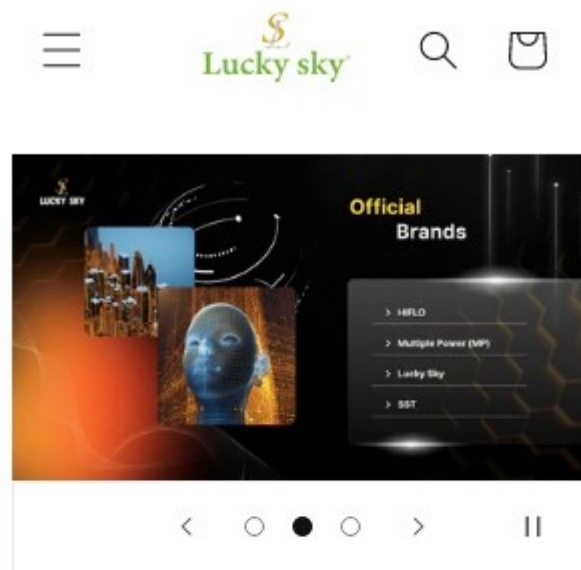 Lucky sky
LUCKY SKY
Official
Brands
> HIFLO
> Multiple Power (MP)
> Lucky Sky
> SST